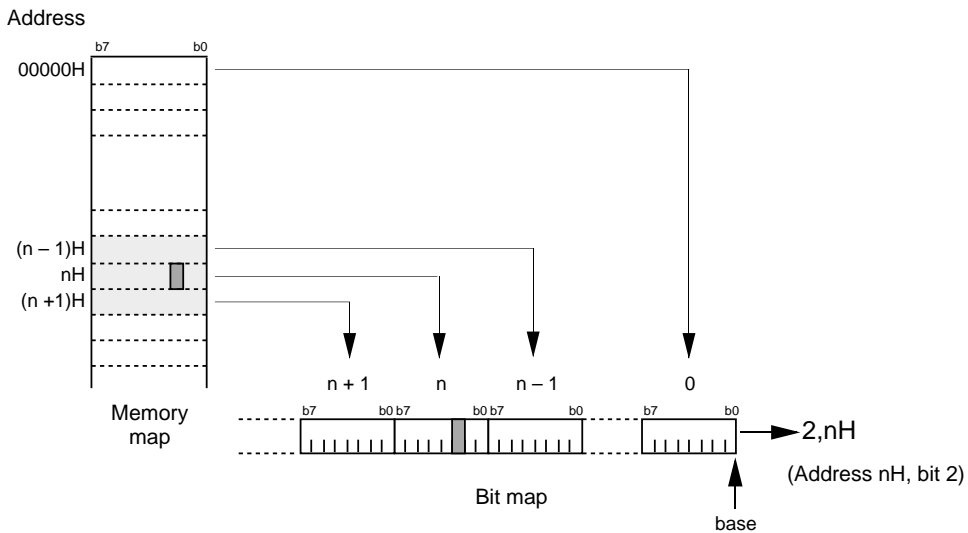 Address
b7 b0
00000H
(n – 1)H
nH
(n +1)H
n + 1 n n – 1 0
Memory
map
b7 b0 b7 b0 b7 b0 b7 b0
2,nH
(Address nH, bit 2)
Bit map
base